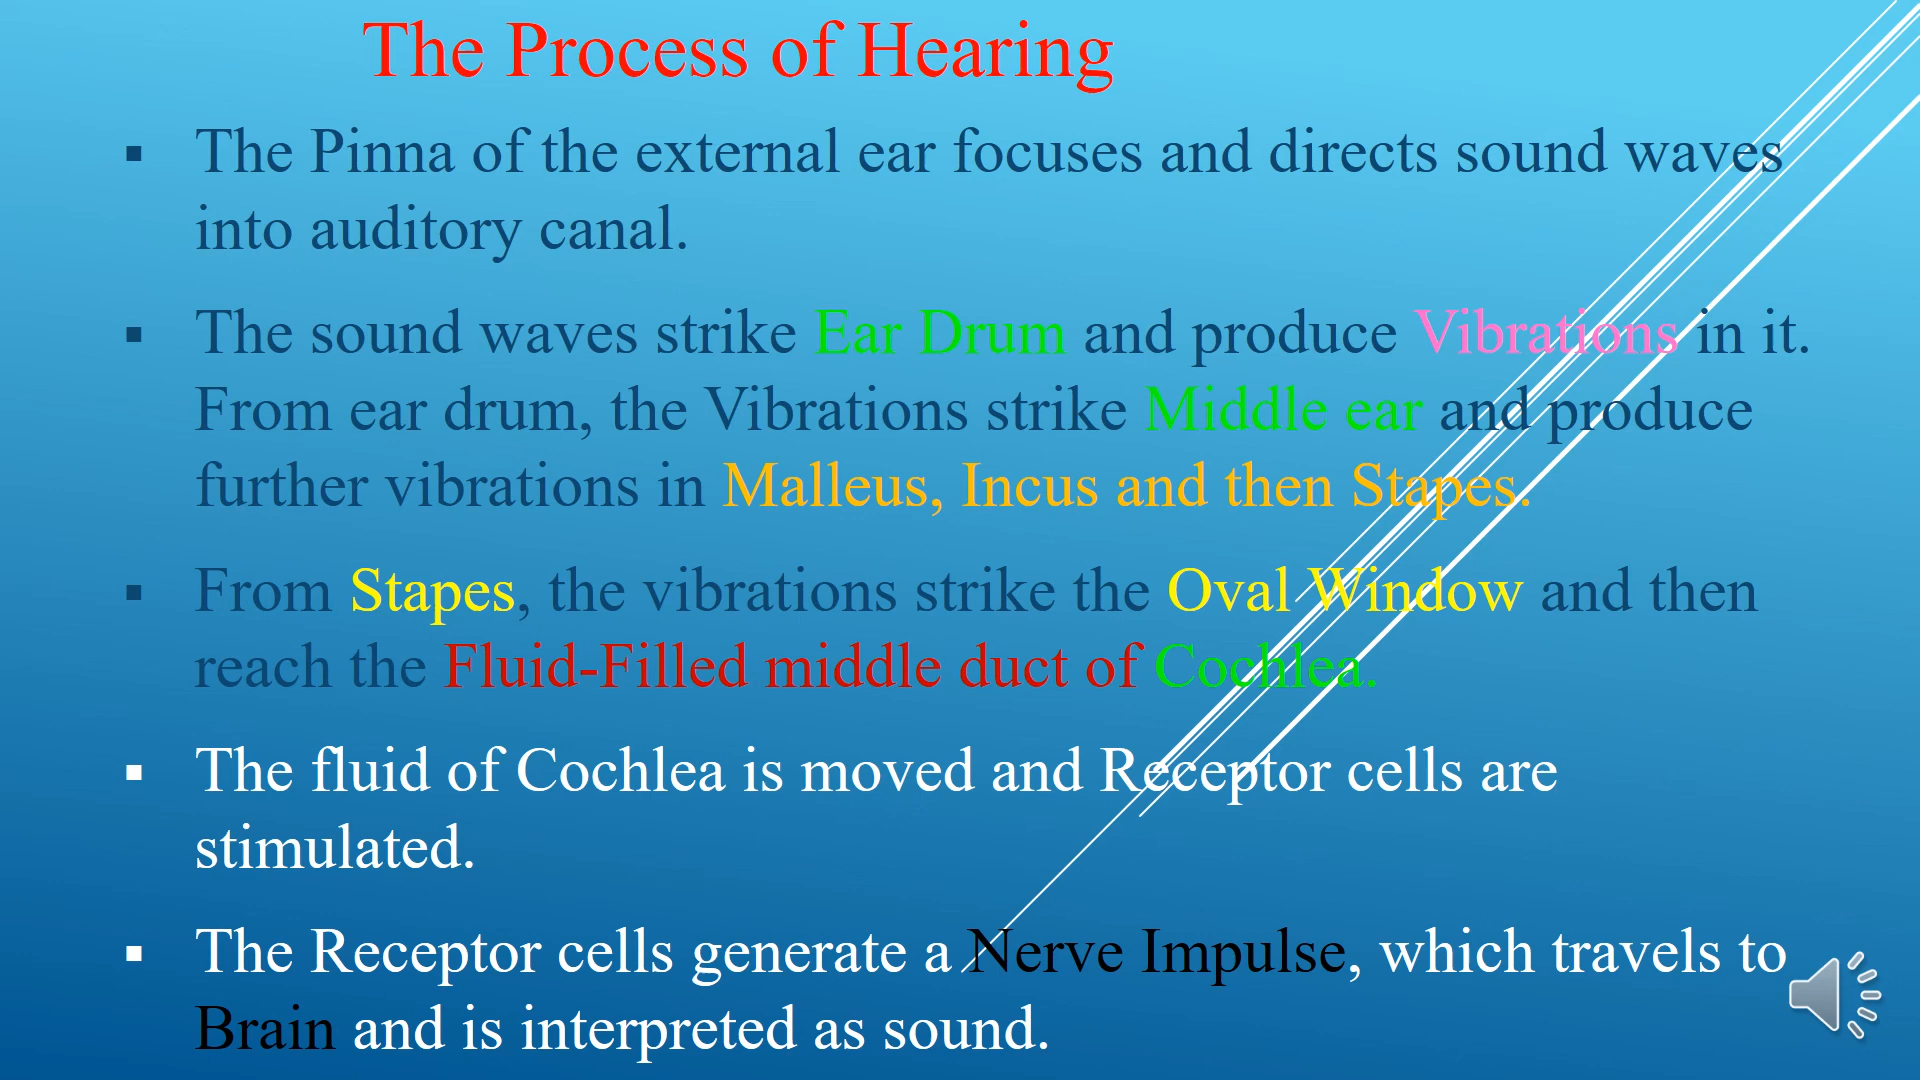 The Process of Hearing
▪ The Pinna of the external ear focuses and directs sound waves
into auditory canal.
▪ The sound waves strike Ear Drum and produce Vibrations in it.
From ear drum, the Vibrations strike Middle ear and produce
further vibrations in Malleus, Incus and then Stapes.
▪ From Stapes, the vibrations strike the Oval Window and then
reach the Fluid-Filled middle duct of Cochlea.
▪ The fluid of Cochlea is moved and Receptor cells are
stimulated.
▪ The Receptor cells generate a Nerve Impulse, which travels to
Brain and is interpreted as sound.